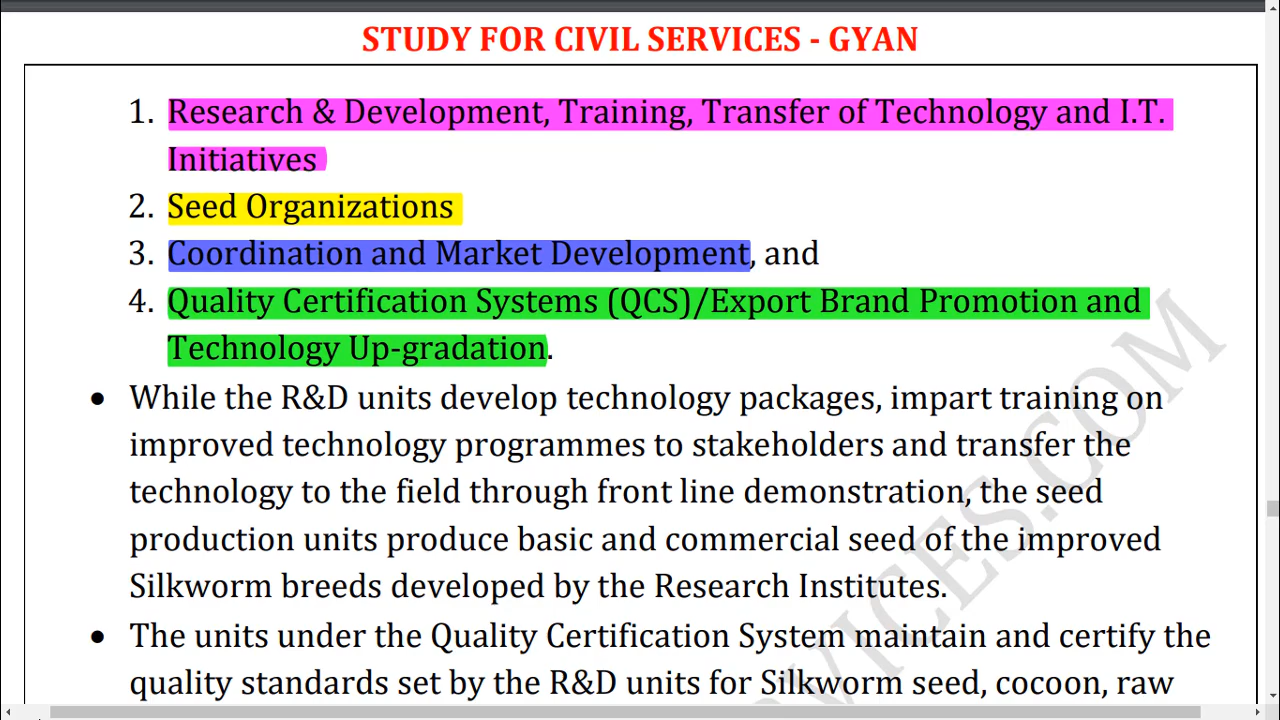 STUDY FOR CIVIL SERVICES - GYAN
1. Research & Development, Training, Transfer of Technology and I.T.
Initiatives
2. Seed Organizations
3. Coordination and Market Development, and
4. Quality Certification Systems (QCS)/Export Brand Promotion and
Technology Up-gradation.
• While the R&D units develop technology packages, impart training on
improved technology programmes to stakeholders and transfer the
technology to the field through front line demonstration, the seed
production units produce basic and commercial seed of the improved
Silkworm breeds developed by the Research Institutes.
• The units under the Quality Certification System maintain and certify the
quality standards set by the R&D units for Silkworm seed, cocoon, raw
RVICES.COM